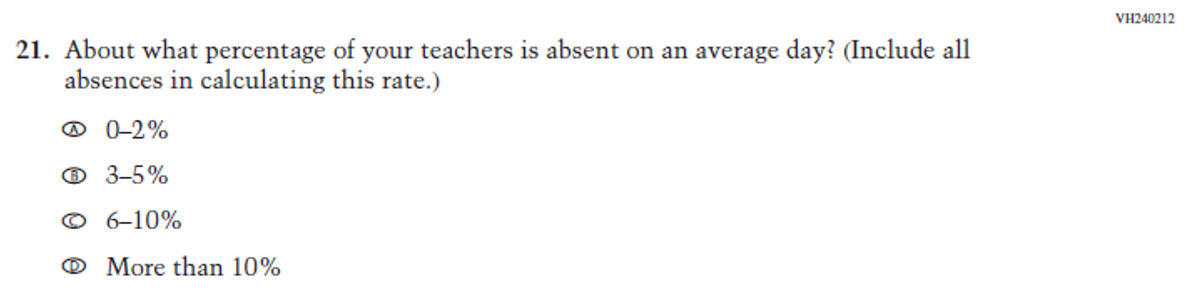 VH240212
21. About what percentage of your teachers is absent on an average day? (Include all
absences in calculating this rate.)
Ⓐ 0–2%
Ⓑ 3–5%
Ⓒ 6–10%
Ⓓ More than 10%